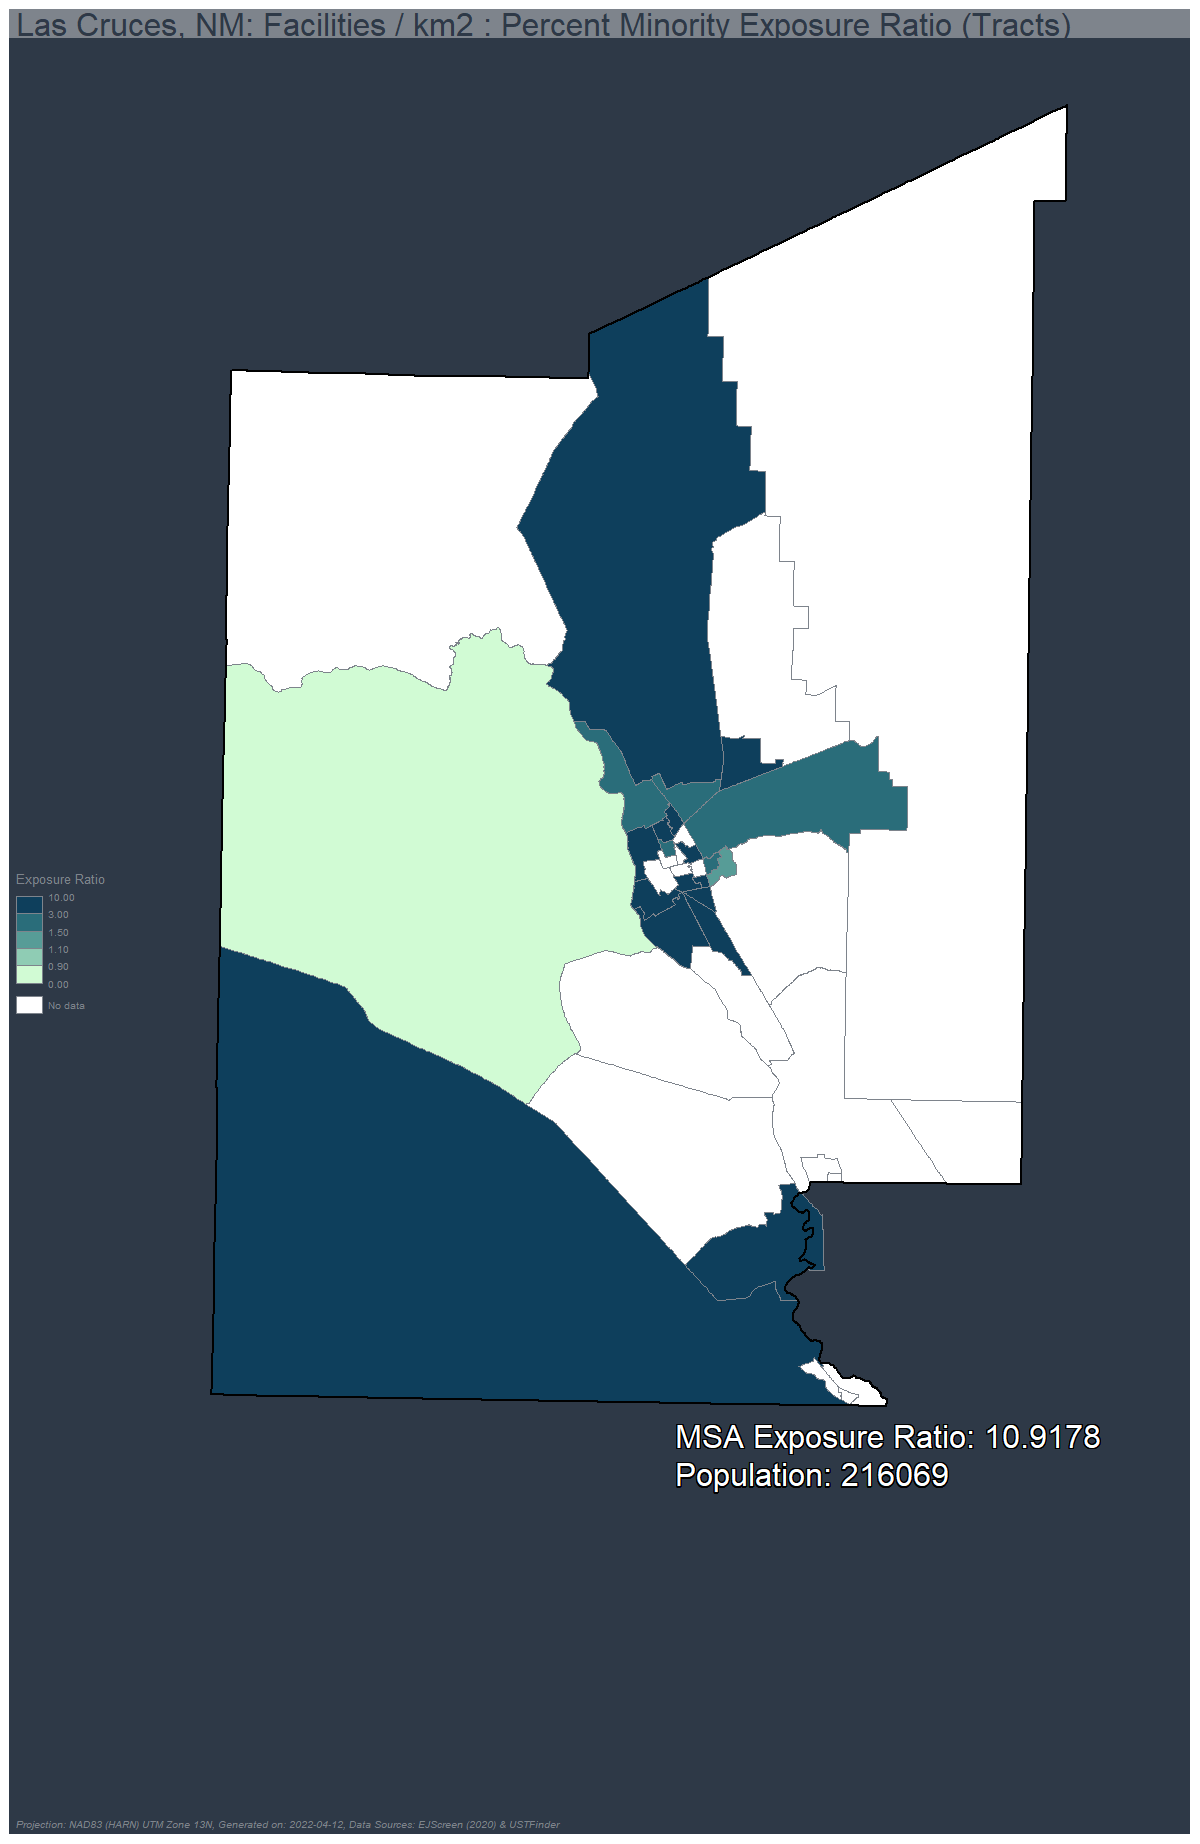 Las Cruces, NM: Facilities / km2 : Percent Minority Exposure Ratio (Tracts)
Exposure Ratio
10.00
3.00
1.50
1.10
0.90
0.00
No data
MSA Exposure Ratio: 10.9178
Population: 216069
Projection: NAD83 (HARN) UTM Zone 13N, Generated on: 2022-04-12, Data Sources: EJScreen (2020) & USTFinder